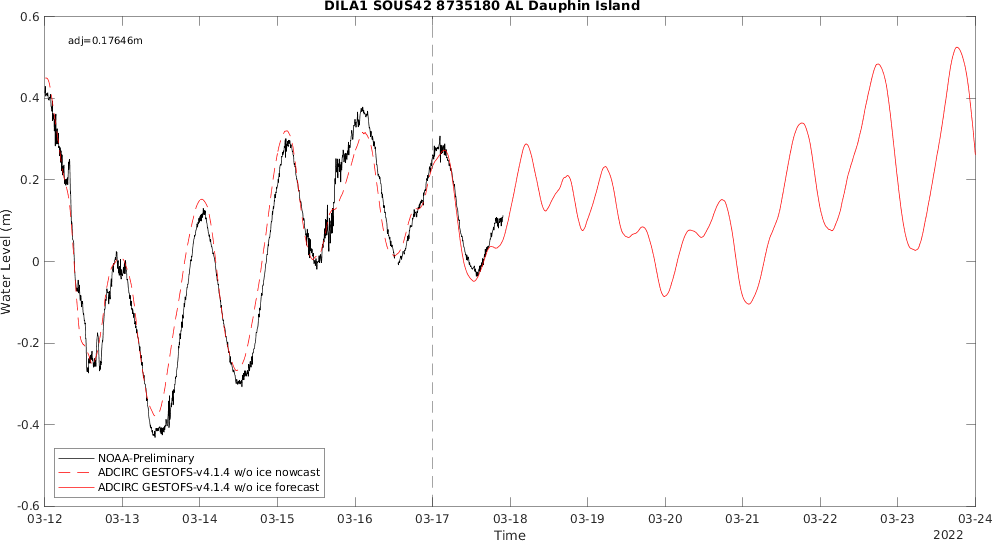 DILA1 SOUS42 8735180 AL Dauphin Island
adj=0.17646m
0.6
0.4
0.2
0
-0.2
-0.4
-0.6
Water Level (m)
NOAA-Preliminary
ADCIRC GESTOFS-v4.1.4 w/o ice nowcast
ADCIRC GESTOFS-v4.1.4 w/o ice forecast
03-12 03-13 03-14 03-15 03-16 03-17 03-18 03-19 03-20 03-21 03-22 03-23 03-24
Time
2022